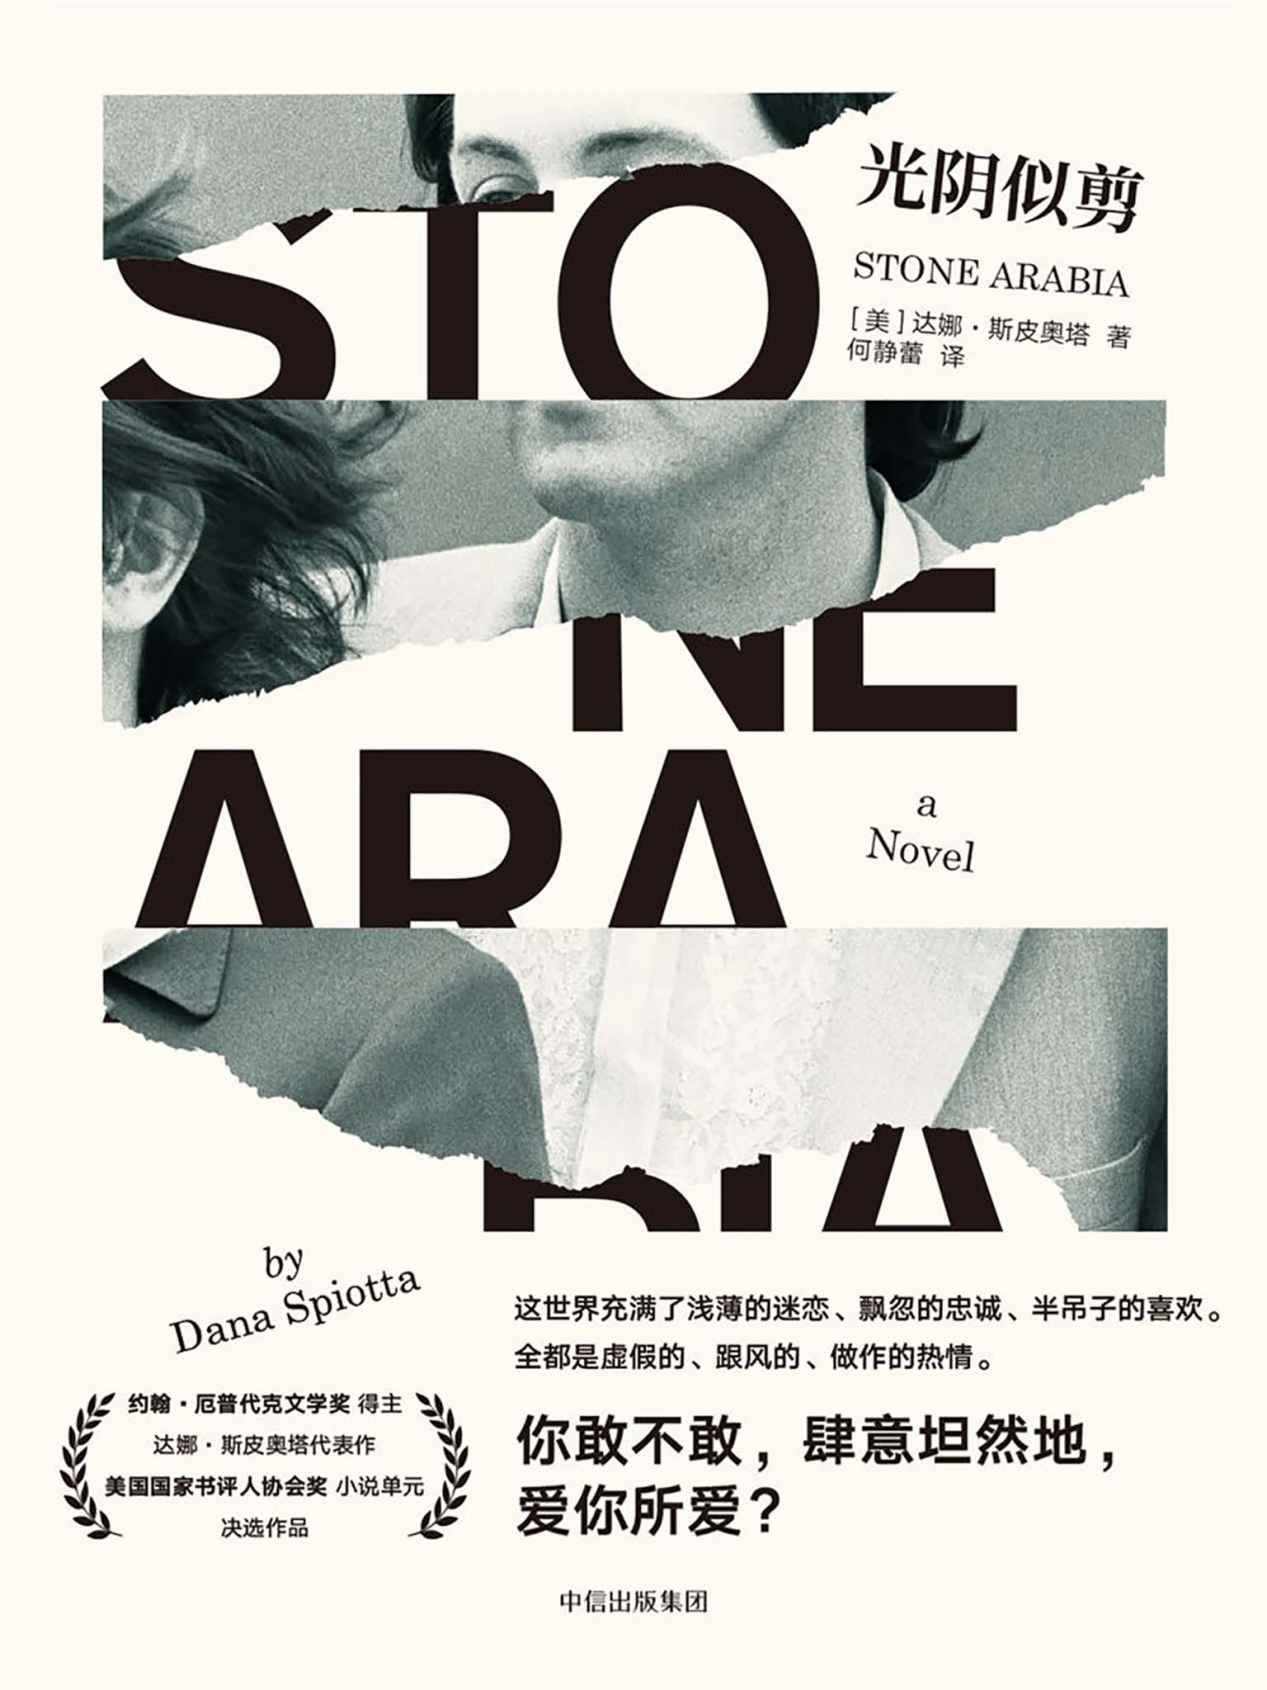 光阴似剪
STONE ARABIA
[美]达娜·斯皮奥塔 著
何静蕾 译
STO
NE
ARA
BIA
a
Novel
by
Dana Spiotta
这世界充满了浅薄的迷恋、飘忽的忠诚、半吊子的喜欢。
全都是虚假的、跟风的、做作的热情。
你敢不敢，肆意坦然地，
爱你所爱？
约翰·厄普代克文学奖 得主
达娜·斯皮奥塔代表作
美国国家书评人协会奖 小说单元
决选作品
中信出版集团